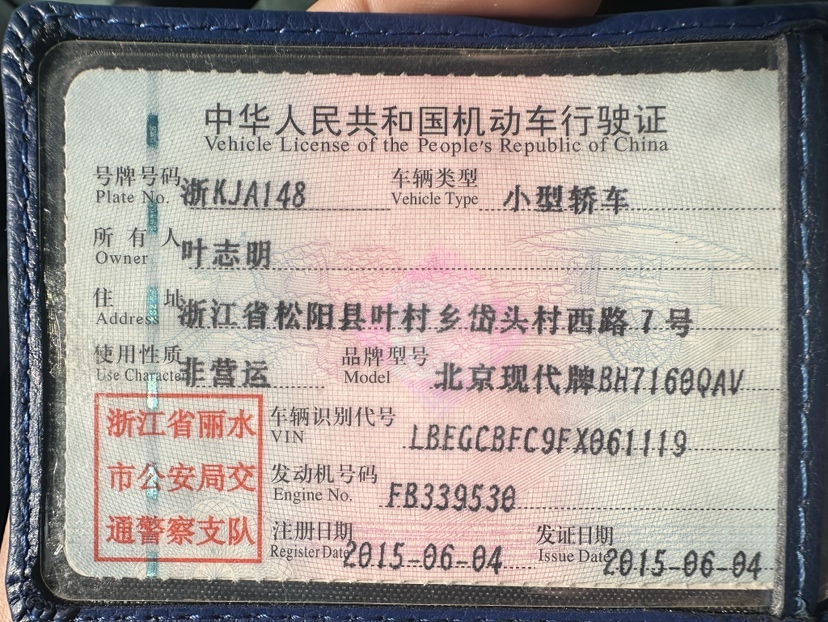 中华人民共和国机动车行驶证
Vehicle License of the People's Republic of China
号牌号码 浙KJA148 车辆类型 小型轿车
Plate No. Vehicle Type
所有人 叶志明
Owner
住址 浙江省松阳县叶村乡岱头村西路7号
Address
使用性质 非营运 品牌型号 北京现代牌BH7160QAV
Use Character Model
车辆识别代号 LBEGCBFC9FX061119
VIN
发动机号码 FB339530
Engine No.
注册日期 2015-06-04 发证日期 2015-06-04
Register Date Issue Date
浙江省丽水
市公安局交
通警察支队